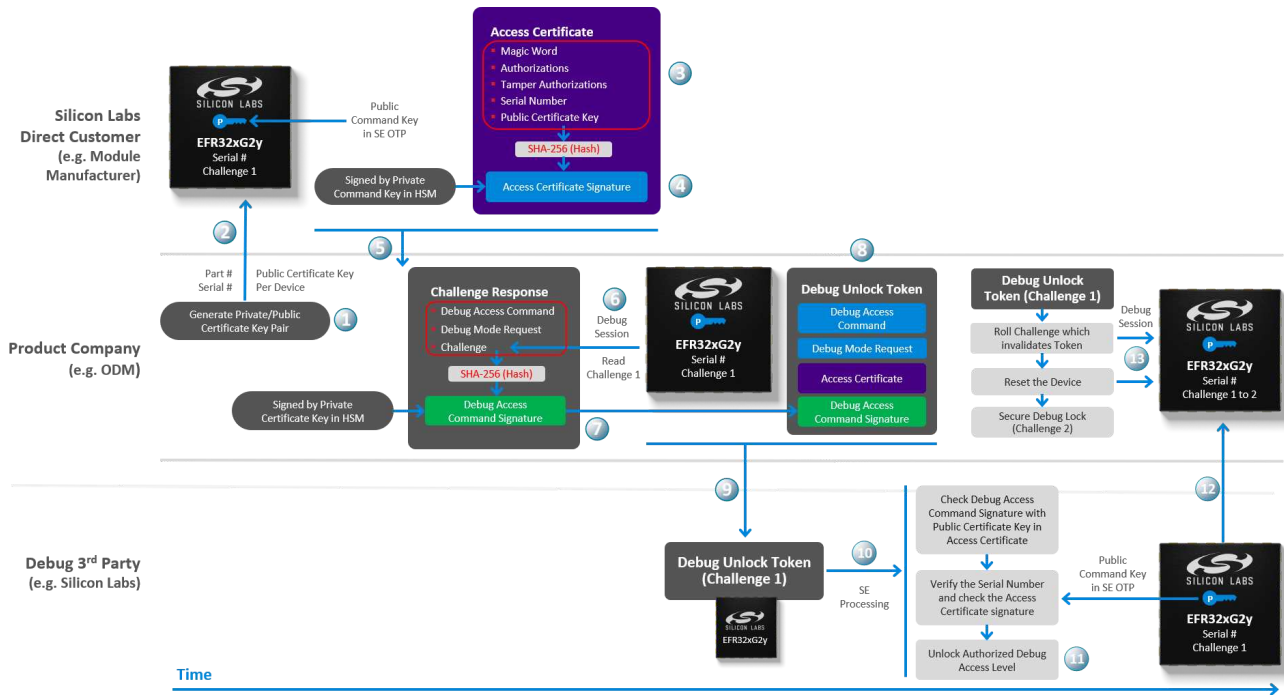 Silicon Labs
Direct Customer
(e.g. Module
Manufacturer)
SILICON LABS
P
EFR32xG2y
Serial #
Challenge 1
Public
Command Key
in SE OTP
Access Certificate
Magic Word
Authorizations
Tamper Authorizations
Serial Number
Public Certificate Key
SHA-256 (Hash)
Access Certificate Signature
3
4
Signed by Private
Command Key in HSM
2
5
Product Company
(e.g. ODM)
Part #
Serial #
Public Certificate Key
Per Device
Generate Private/Public
Certificate Key Pair
1
Challenge Response
Debug Access Command
Debug Mode Request
Challenge
SHA-256 (Hash)
Debug Access
Command Signature
Signed by Private
Certificate Key in HSM
6
Debug
Session
Read
Challenge 1
7
SILICON LABS
P
EFR32xG2y
Serial #
Challenge 1
8
Debug Unlock Token
Debug Access
Command
Debug Mode Request
Access Certificate
Debug Access
Command Signature
Debug Unlock
Token (Challenge 1)
Roll Challenge which
invalidates Token
Reset the Device
Secure Debug Lock
(Challenge 2)
Debug
Session
13
SILICON LABS
P
EFR32xG2y
Serial #
Challenge 1 to 2
Debug 3rd Party
(e.g. Silicon Labs)
9
Debug Unlock Token
(Challenge 1)
SILICON LABS
EFR32xG2y
10
SE
Processing
Check Debug Access
Command Signature with
Public Certificate Key in
Access Certificate
Verify the Serial Number
and check the Access
Certificate signature
Unlock Authorized Debug
Access Level
11
Public
Command Key
in SE OTP
12
SILICON LABS
P
EFR32xG2y
Serial #
Challenge 1
Time